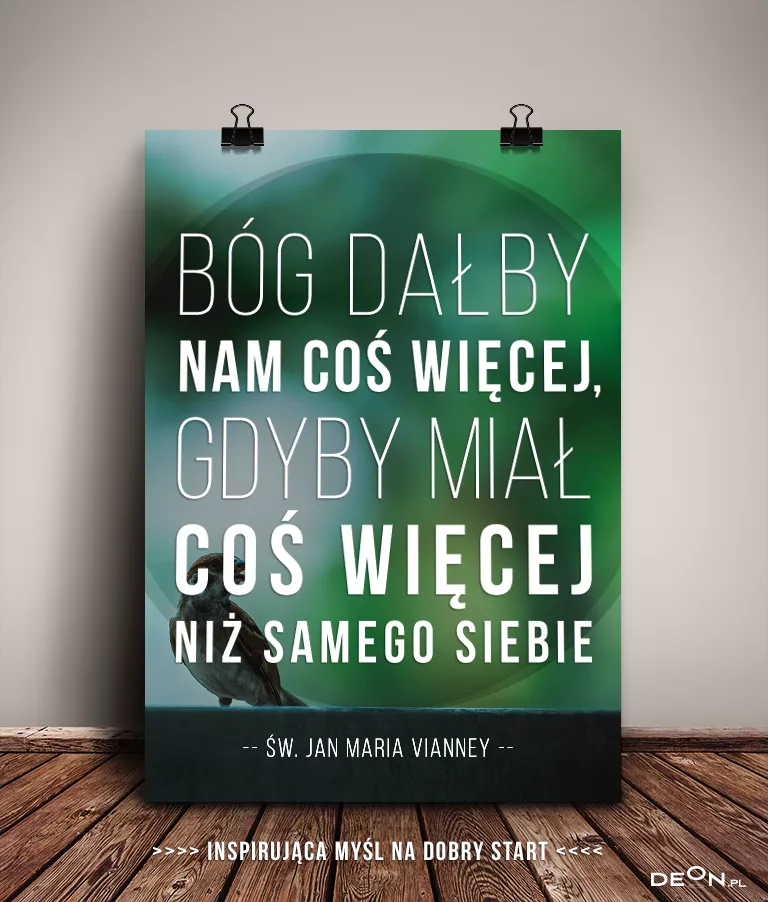 BÓG DAŁBY
NAM COŚ WIĘCEJ,
GDYBY MIAŁ
COŚ WIĘCEJ
NIŻ SAMEGO SIEBIE
-- ŚW. JAN MARIA VIANNEY --
>>>> INSPIRUJĄCA MYŚL NA DOBRY START <<<<
DEON.PL